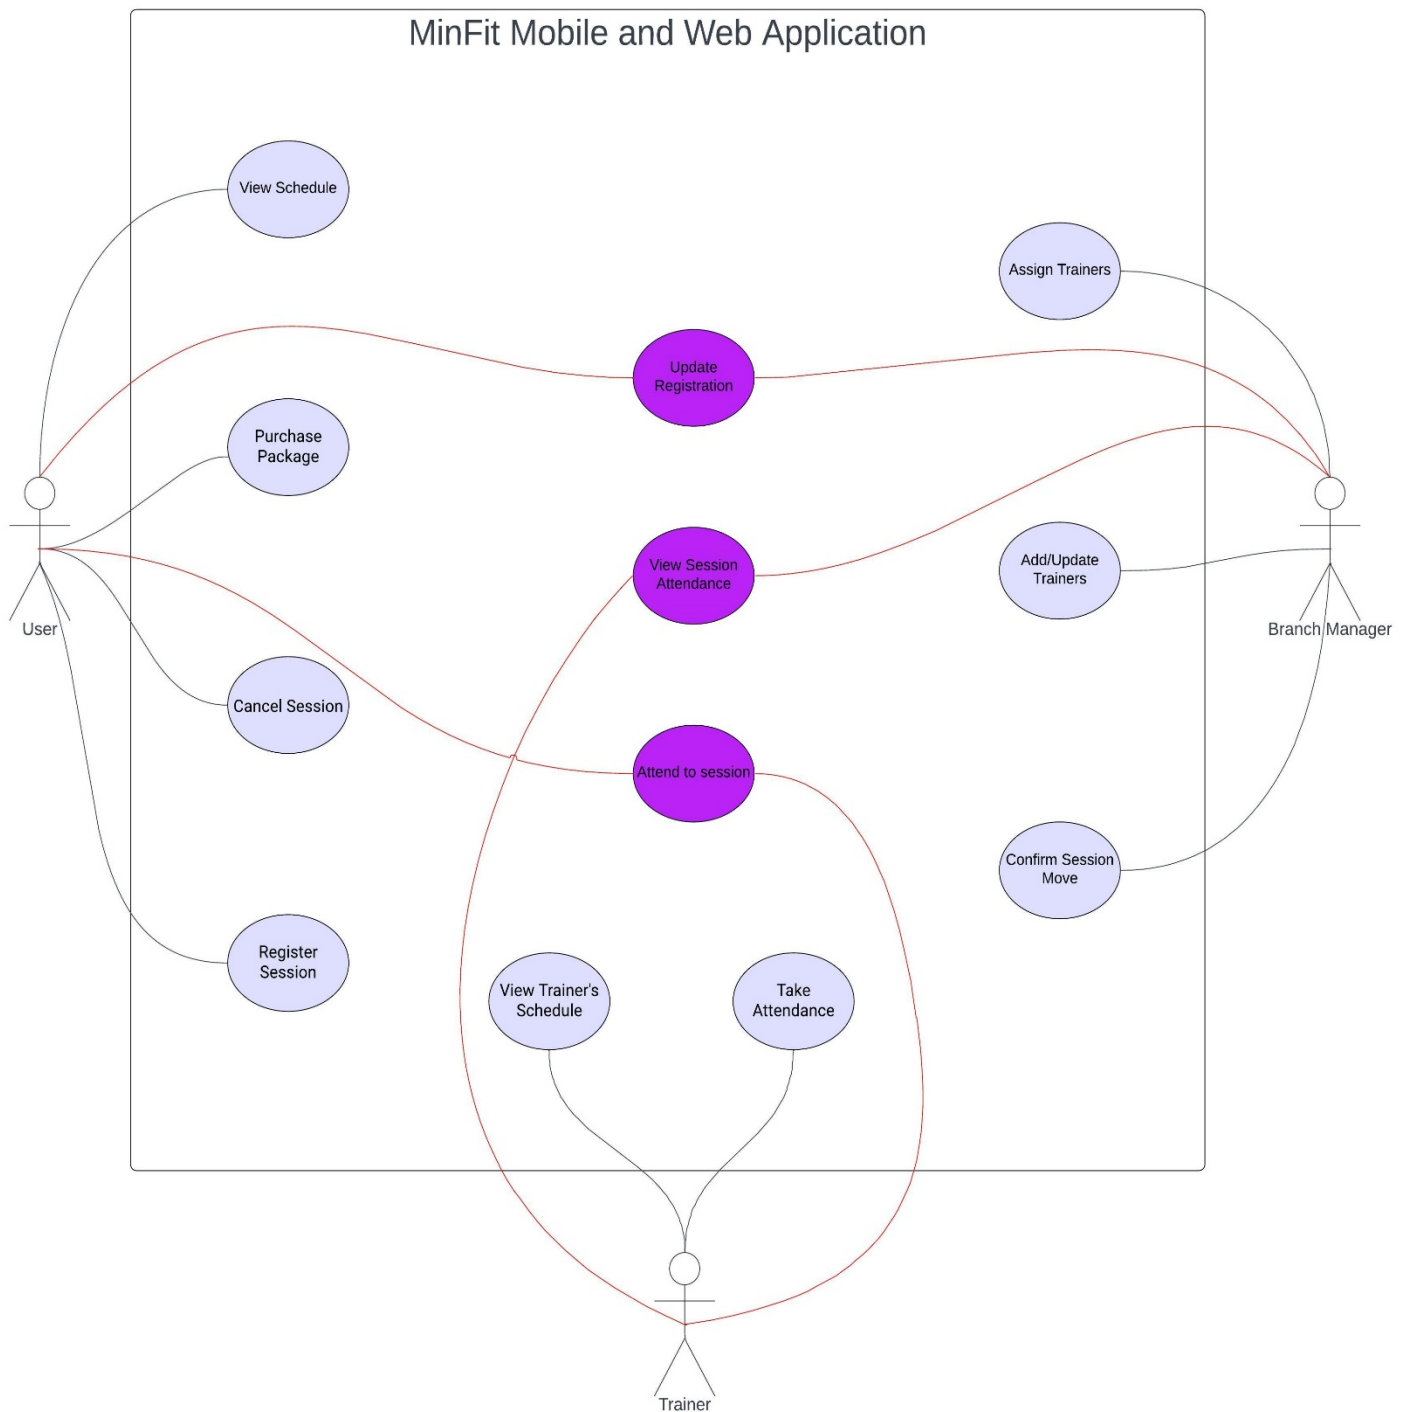 MinFit Mobile and Web Application
View Schedule
Assign Trainers
Update
Registration
Purchase
Package
View Session
Attendance
Add/Update
Trainers
User
Branch Manager
Cancel Session
Attend to session
Confirm Session
Move
Register
Session
View Trainer's
Schedule
Take
Attendance
Trainer